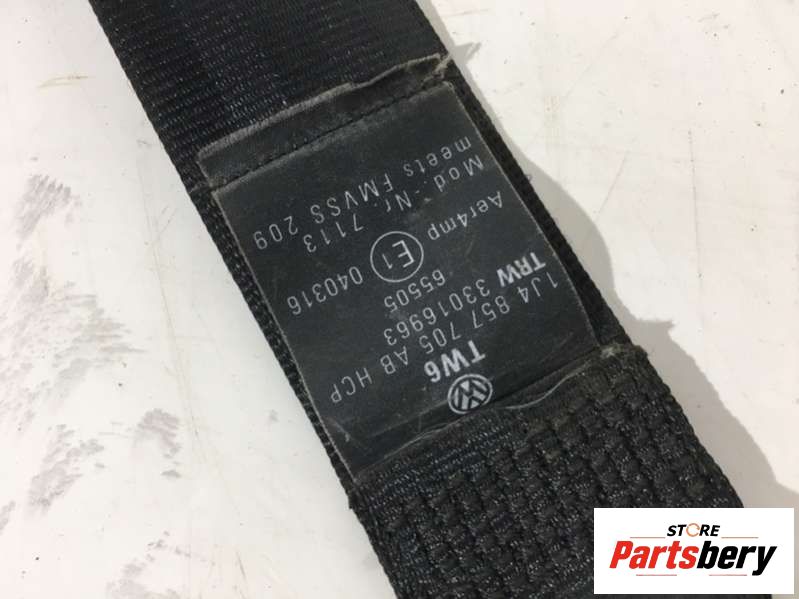 TW6
1J4 857 705 AB HCP
TRW 33016963
65505
Aer4mp E1 040316
Mod.-Nr. 7113
meets FMVSS 209
STORE
Partsbery